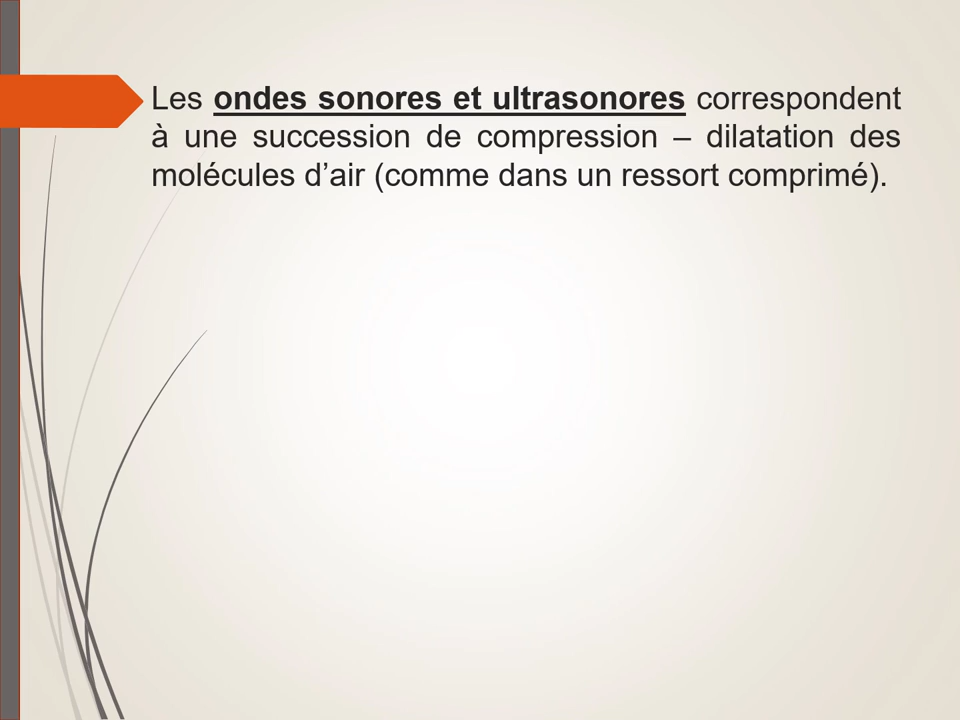 Les ondes sonores et ultrasonores correspondent
à une succession de compression – dilatation des
molécules d’air (comme dans un ressort comprimé).